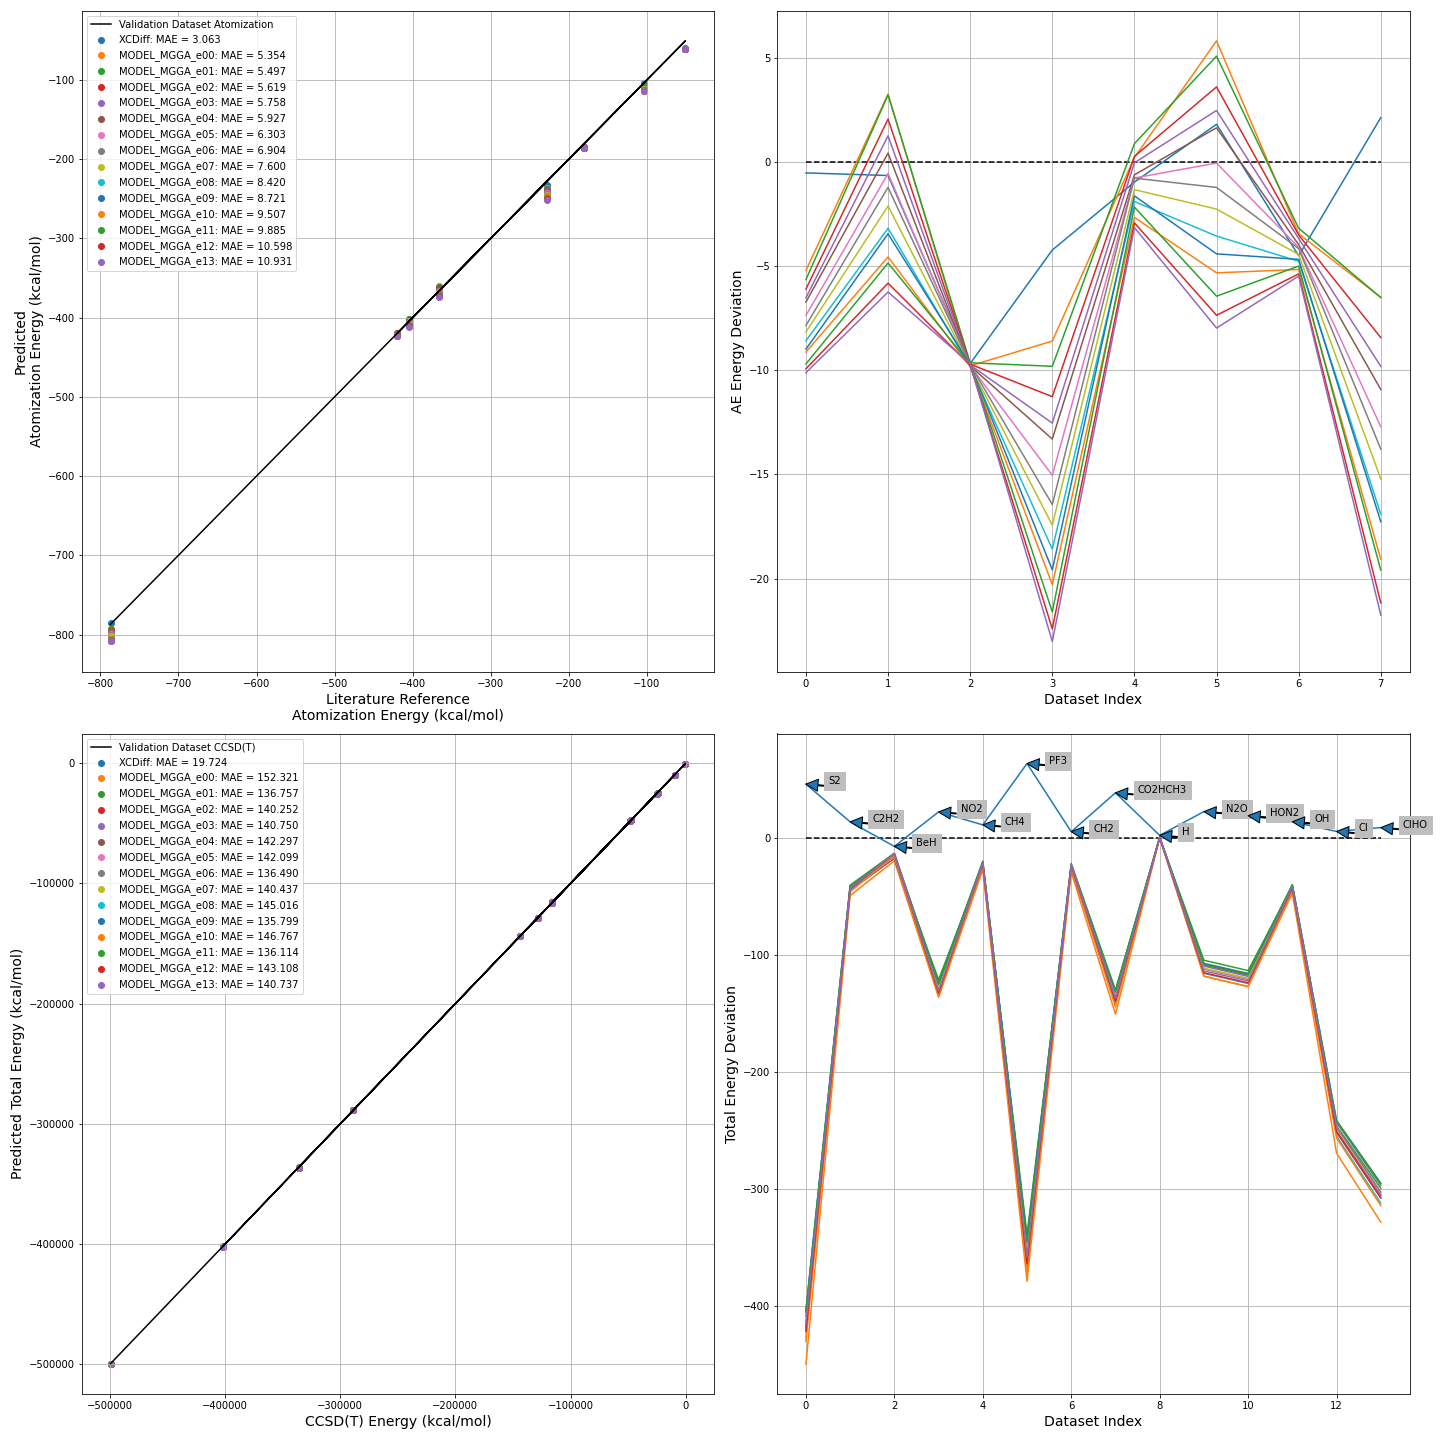 Validation Dataset Atomization
XCDiff: MAE = 3.063
MODEL_MGGA_e00: MAE = 5.354
MODEL_MGGA_e01: MAE = 5.497
MODEL_MGGA_e02: MAE = 5.619
MODEL_MGGA_e03: MAE = 5.758
MODEL_MGGA_e04: MAE = 5.927
MODEL_MGGA_e05: MAE = 6.303
MODEL_MGGA_e06: MAE = 6.904
MODEL_MGGA_e07: MAE = 7.600
MODEL_MGGA_e08: MAE = 8.420
MODEL_MGGA_e09: MAE = 8.721
MODEL_MGGA_e10: MAE = 9.507
MODEL_MGGA_e11: MAE = 9.885
MODEL_MGGA_e12: MAE = 10.598
MODEL_MGGA_e13: MAE = 10.931
−100
−200
−300
−400
−500
−600
−700
−800
Predicted
Atomization Energy (kcal/mol)
−800
−700
−600
−500
−400
−300
−200
−100
Literature Reference
Atomization Energy (kcal/mol)
5
0
−5
−10
−15
−20
AE Energy Deviation
0
1
2
3
4
5
6
7
Dataset Index
Validation Dataset CCSD(T)
XCDiff: MAE = 19.724
MODEL_MGGA_e00: MAE = 152.321
MODEL_MGGA_e01: MAE = 136.757
MODEL_MGGA_e02: MAE = 140.252
MODEL_MGGA_e03: MAE = 140.750
MODEL_MGGA_e04: MAE = 142.297
MODEL_MGGA_e05: MAE = 142.099
MODEL_MGGA_e06: MAE = 136.490
MODEL_MGGA_e07: MAE = 140.437
MODEL_MGGA_e08: MAE = 145.016
MODEL_MGGA_e09: MAE = 135.799
MODEL_MGGA_e10: MAE = 146.767
MODEL_MGGA_e11: MAE = 136.114
MODEL_MGGA_e12: MAE = 143.108
MODEL_MGGA_e13: MAE = 140.737
0
−100000
−200000
−300000
−400000
−500000
Predicted Total Energy (kcal/mol)
−500000
−400000
−300000
−200000
−100000
0
CCSD(T) Energy (kcal/mol)
S2
C2H2
BeH
NO2
CH4
PF3
CH2
CO2HCH3
H
N2O
HON2
OH
Cl
ClHO
0
−100
−200
−300
−400
Total Energy Deviation
0
2
4
6
8
10
12
Dataset Index